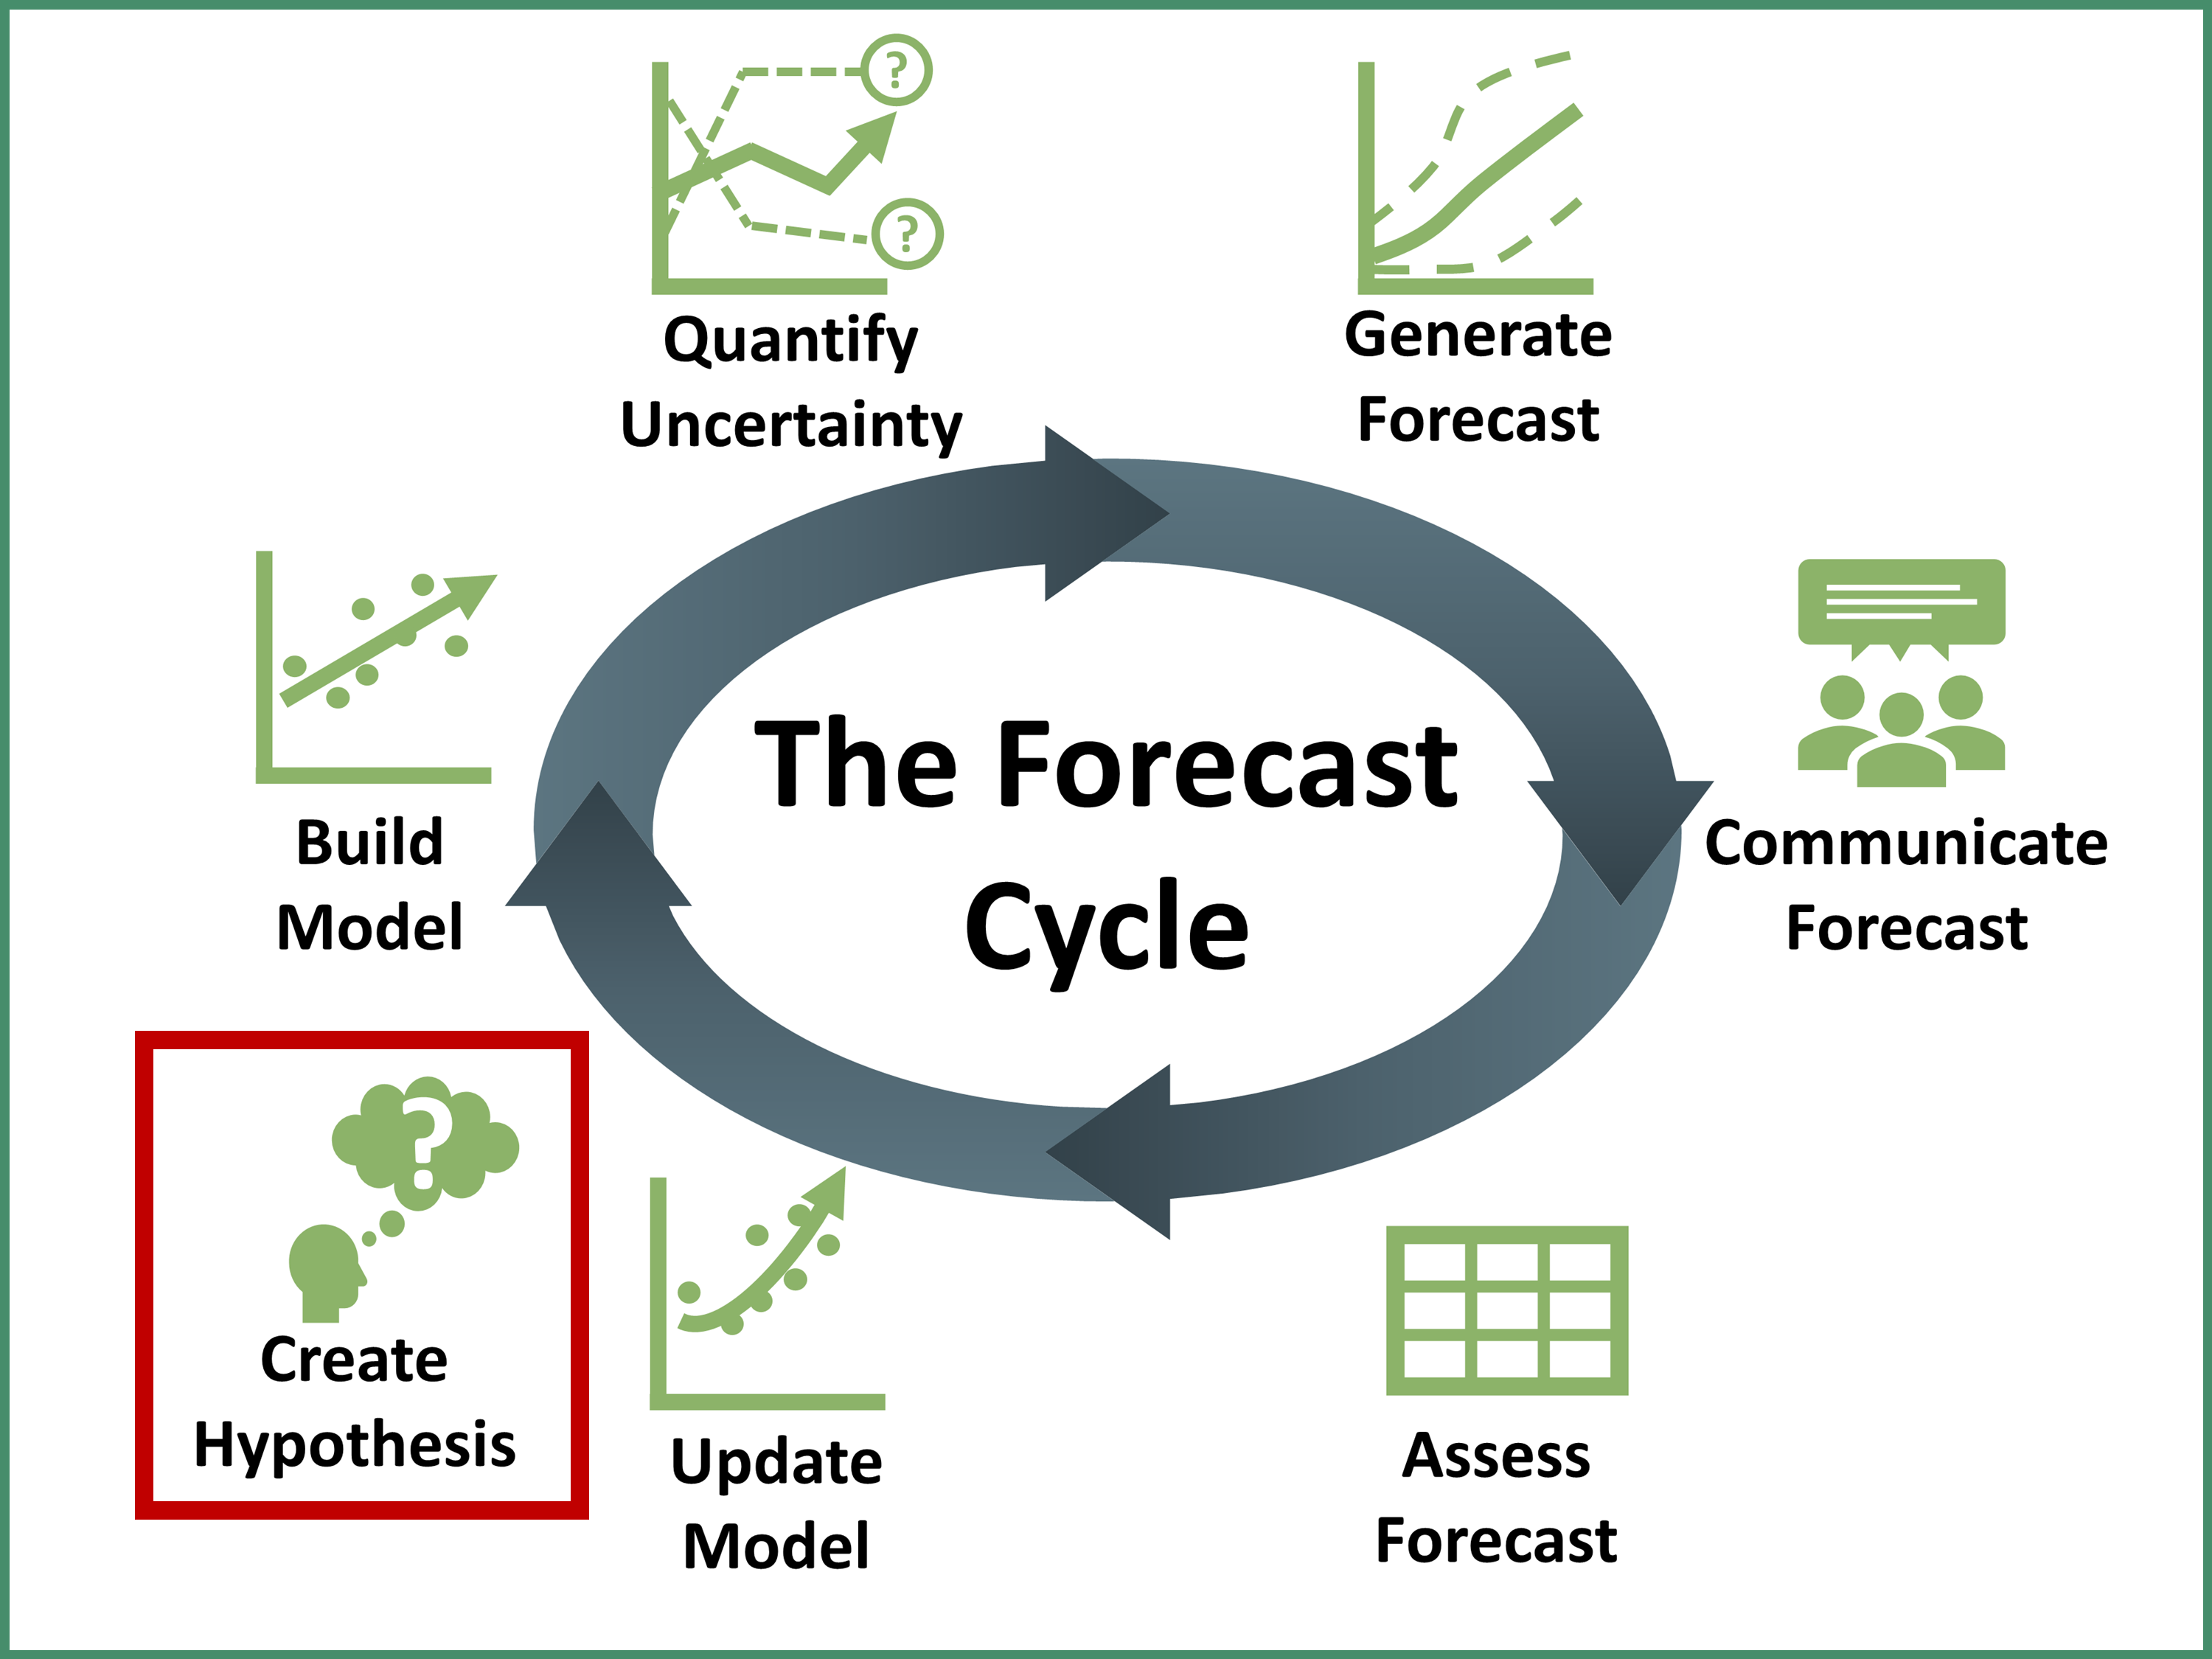 ?
?
Quantify
Uncertainty
Generate
Forecast
Build
Model
The Forecast
Cycle
Communicate
Forecast
?
Create
Hypothesis
Update
Model
Assess
Forecast